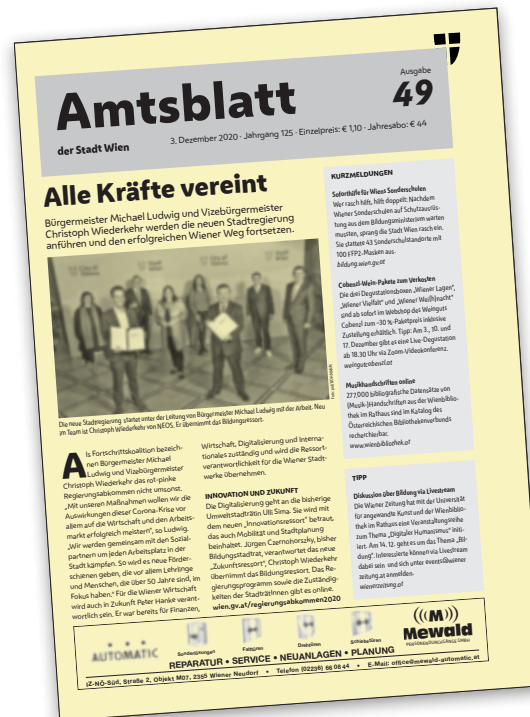 Amtsblatt
der Stadt Wien
Ausgabe
49
3. Dezember 2020 · Jahrgang 125 · Einzelpreis: € 1,10 · Jahresabo: € 44
Alle Kräfte vereint
Bürgermeister Michael Ludwig und Vizebürgermeister
Christoph Wiederkehr werden die neuen Stadtregierung
anführen und den erfolgreichen Wiener Weg fortsetzen.
Die neue Stadtregierung startet unter der Leitung von Bürgermeister Michael Ludwig mit der Arbeit. Neu
im Team ist Christoph Wiederkehr von NEOS. Er übernimmt das Bildungsressort.
Als Fortschrittskoalition bezeich-
nen Bürgermeister Michael
Ludwig und Vizebürgermeister
Christoph Wiederkehr das rot-pinke
Regierungsabkommen nicht umsonst.
„Mit unseren Maßnahmen wollen wir die
Auswirkungen dieser Corona-Krise vor
allem auf die Wirtschaft und den Arbeits-
markt erfolgreich meistern“, so Ludwig.
„Wir werden gemeinsam mit den Sozial-
partnern um jeden Arbeitsplatz in der
Stadt kämpfen. So wird es neue Förder-
schienen geben, die vor allem Lehrlinge
und Menschen, die über 50 Jahre sind, im
Fokus haben.“ Für die Wiener Wirtschaft
wird auch in Zukunft Peter Hanke verant-
wortlich sein. Er war bereits für Finanzen,
Wirtschaft, Digitalisierung und Interna-
tionales zuständig und wird die Ressort-
verantwortlichkeit für die Wiener Stadt-
werke übernehmen.
INNOVATION UND ZUKUNFT
Die Digitalisierung geht an die bisherige
Umweltstadträtin Ulli Sima. Sie wird mit
dem neuen „Innovationsressort“ betraut,
das auch Mobilität und Stadtplanung
beinhaltet. Jürgen Czernohorszky, bisher
Bildungsstadtrat, verantwortet das neue
„Zukunftsressort“, Christoph Wiederkehr
übernimmt das Bildungsressort. Das Re-
gierungsprogramm sowie die Zuständig-
keiten der StadträtInnen gibt es online.
wien.gv.at/regierungsabkommen2020
KURZMELDUNGEN
Soforthilfe für Wiens Sonderschulen
Wer rasch hilft, hilft doppelt: Nachdem
Wiener Sonderschulen auf Schutzausrüs-
tung aus dem Bildungsministerium warten
mussten, sprang die Stadt Wien rasch ein.
Sie stattete 43 Sonderschulstandorte mit
100 FFP2-Masken aus.
bildung.wien.gv.at
Cobenzl-Wein-Pakete zum Verkosten
Die drei Degustationsboxen „Wiener Lagen“,
„Wiener Vielfalt“ und „Wiener Wei(h)nacht“
sind ab sofort im Webshop des Weinguts
Cobenzl zum –30 %-Paketpreis inklusive
Zustellung erhältlich. Tipp: Am 3., 10. und
17. Dezember gibt es eine Live-Degustation
ab 18.30 Uhr via Zoom-Videokonferenz.
weingutcobenzl.at
Musikhandschriften online
277.000 bibliografische Datensätze von
(Musik-)Handschriften aus der Wienbiblio-
thek im Rathaus sind im Katalog des
Österreichischen Bibliothekenverbunds
recherchierbar.
www.wienbibliothek.at
TIPP
Diskussion über Bildung via Livestream
Die Wiener Zeitung hat mit der Universität
für angewandte Kunst und der Wienbiblio-
thek im Rathaus eine Veranstaltungsreihe
zum Thema „Digitaler Humanismus“ initi-
iert. Am 14. 12. geht es um das Thema „Bil-
dung“. Interessierte können via Livestream
dabei sein und sich unter events@wiener
zeitung.at anmelden.
wienerzeitung.at
AUTOMATIC
Sonderlösungen
Falttüren
Drehtüren
Schiebetüren
((M))
Mewald
REPARATUR • SERVICE • NEUANLAGEN • PLANUNG
IZ-NÖ-Süd, Straße 2, Objekt M07, 2355 Wiener Neudorf • Telefon (02236) 66 08 44 • E-Mail: office@mewald-automatic.at